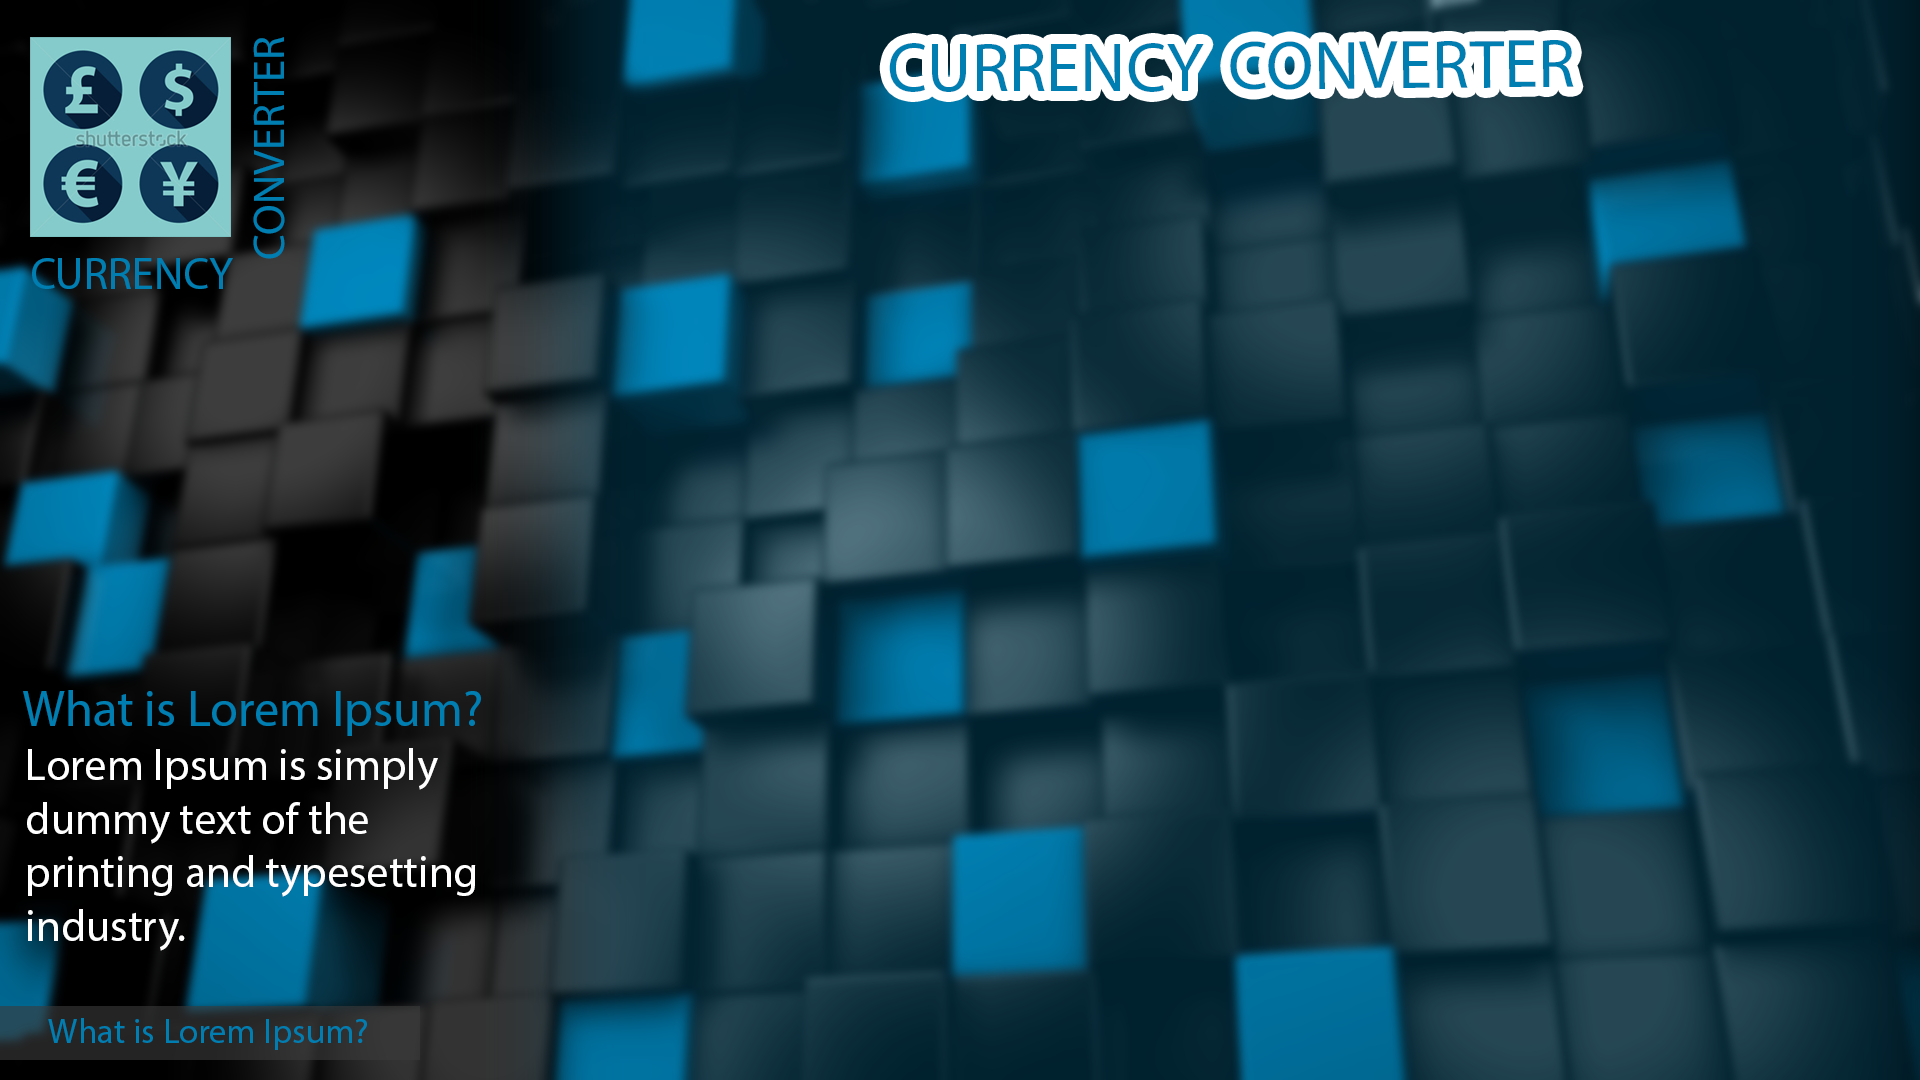 CURRENCY CONVERTER
£ $
shutterstock
€ ¥
CONVERTER
CURRENCY
What is Lorem Ipsum?
Lorem Ipsum is simply
dummy text of the
printing and typesetting
industry.
What is Lorem Ipsum?